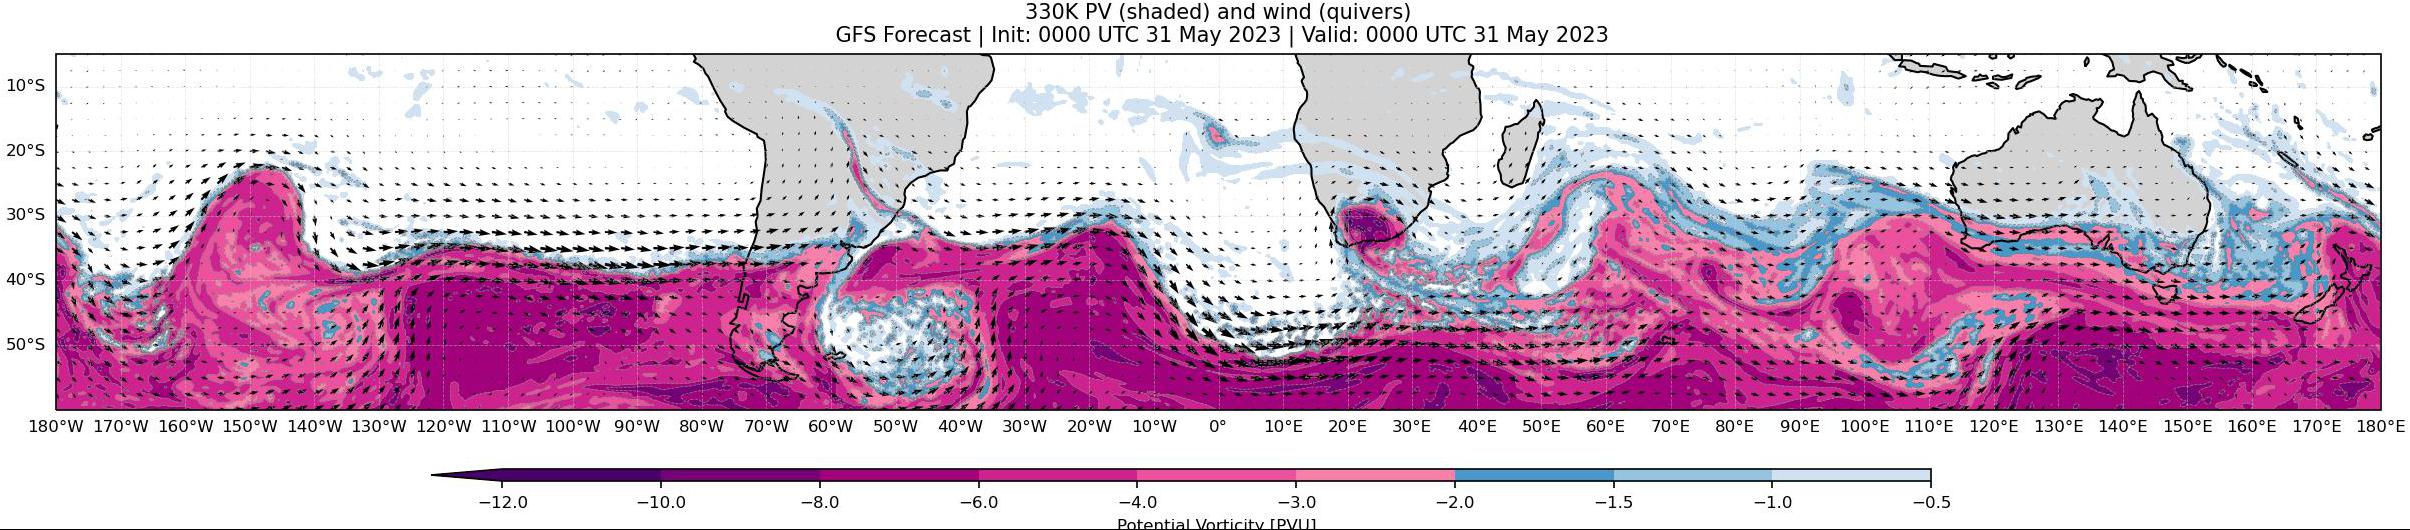 330K PV (shaded) and wind (quivers)
GFS Forecast | Init: 0000 UTC 31 May 2023 | Valid: 0000 UTC 31 May 2023
10°S
20°S
30°S
40°S
50°S
180°W 170°W 160°W 150°W 140°W 130°W 120°W 110°W 100°W 90°W 80°W 70°W 60°W 50°W 40°W 30°W 20°W 10°W 0° 10°E 20°E 30°E 40°E 50°E 60°E 70°E 80°E 90°E 100°E 110°E 120°E 130°E 140°E 150°E 160°E 170°E 180°E
−12.0 −10.0 −8.0 −6.0 −4.0 −3.0 −2.0 −1.5 −1.0 −0.5
Potential Vorticity [PVU]